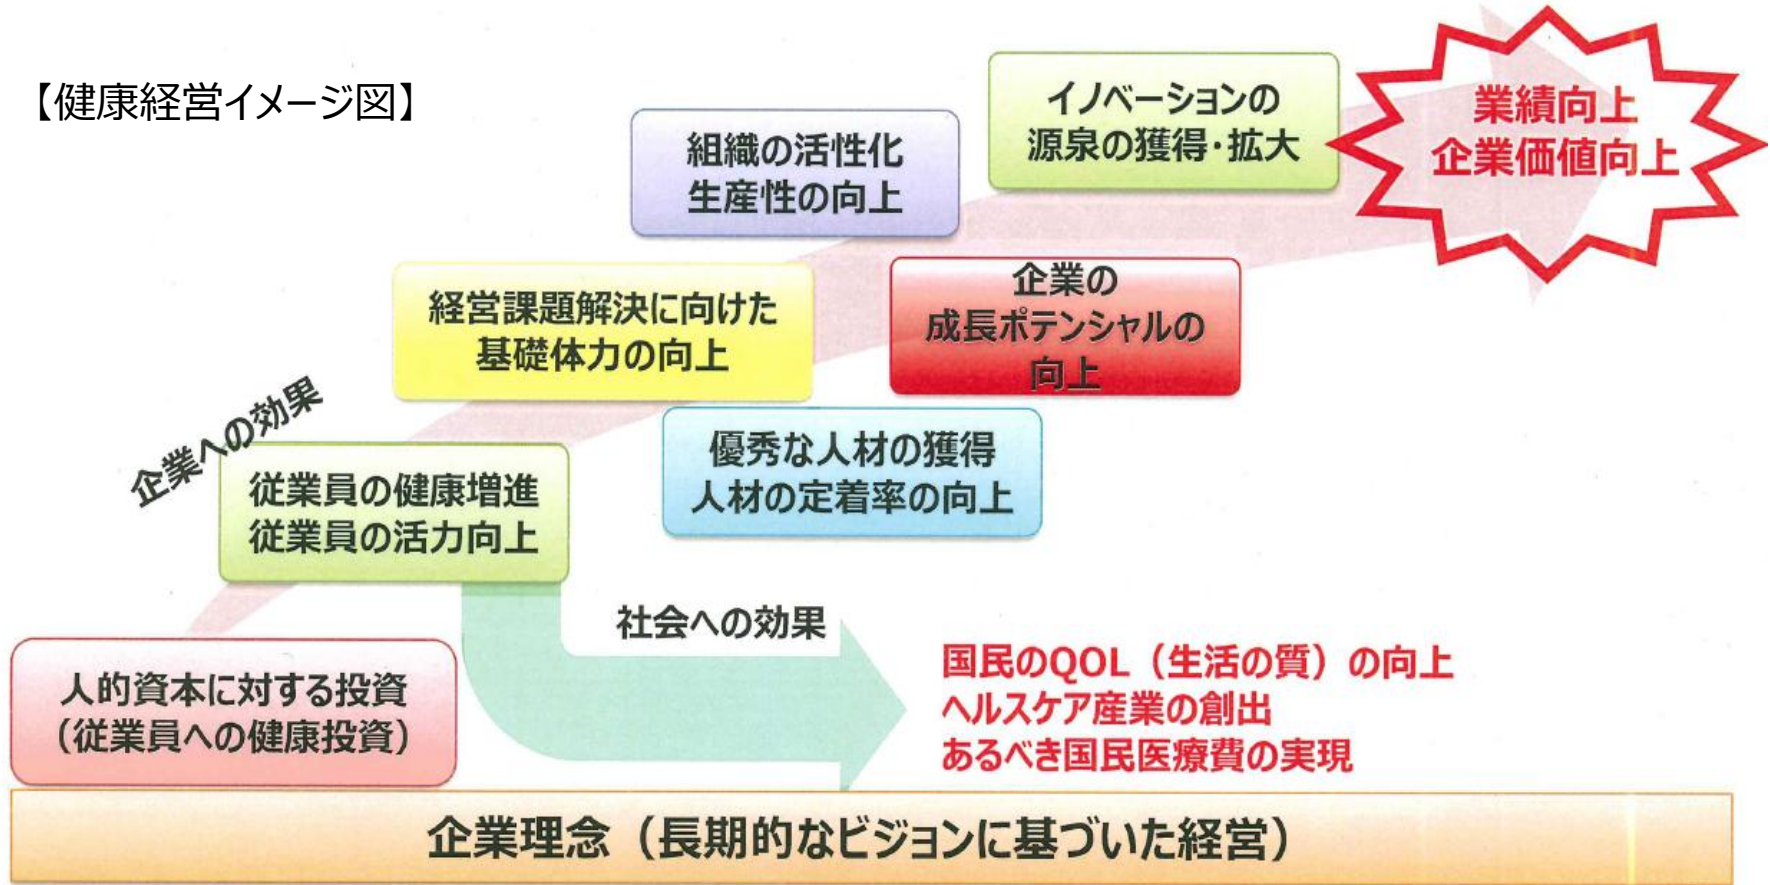 【健康経営イメージ図】
イノベーションの
源泉の獲得・拡大
業績向上
企業価値向上
組織の活性化
生産性の向上
経営課題解決に向けた
基礎体力の向上
企業の
成長ポテンシャルの
向上
企業への効果
従業員の健康増進
従業員の活力向上
優秀な人材の獲得
人材の定着率の向上
社会への効果
人的資本に対する投資
（従業員への健康投資）
国民のQOL（生活の質）の向上
ヘルスケア産業の創出
あるべき国民医療費の実現
企業理念（長期的なビジョンに基づいた経営）